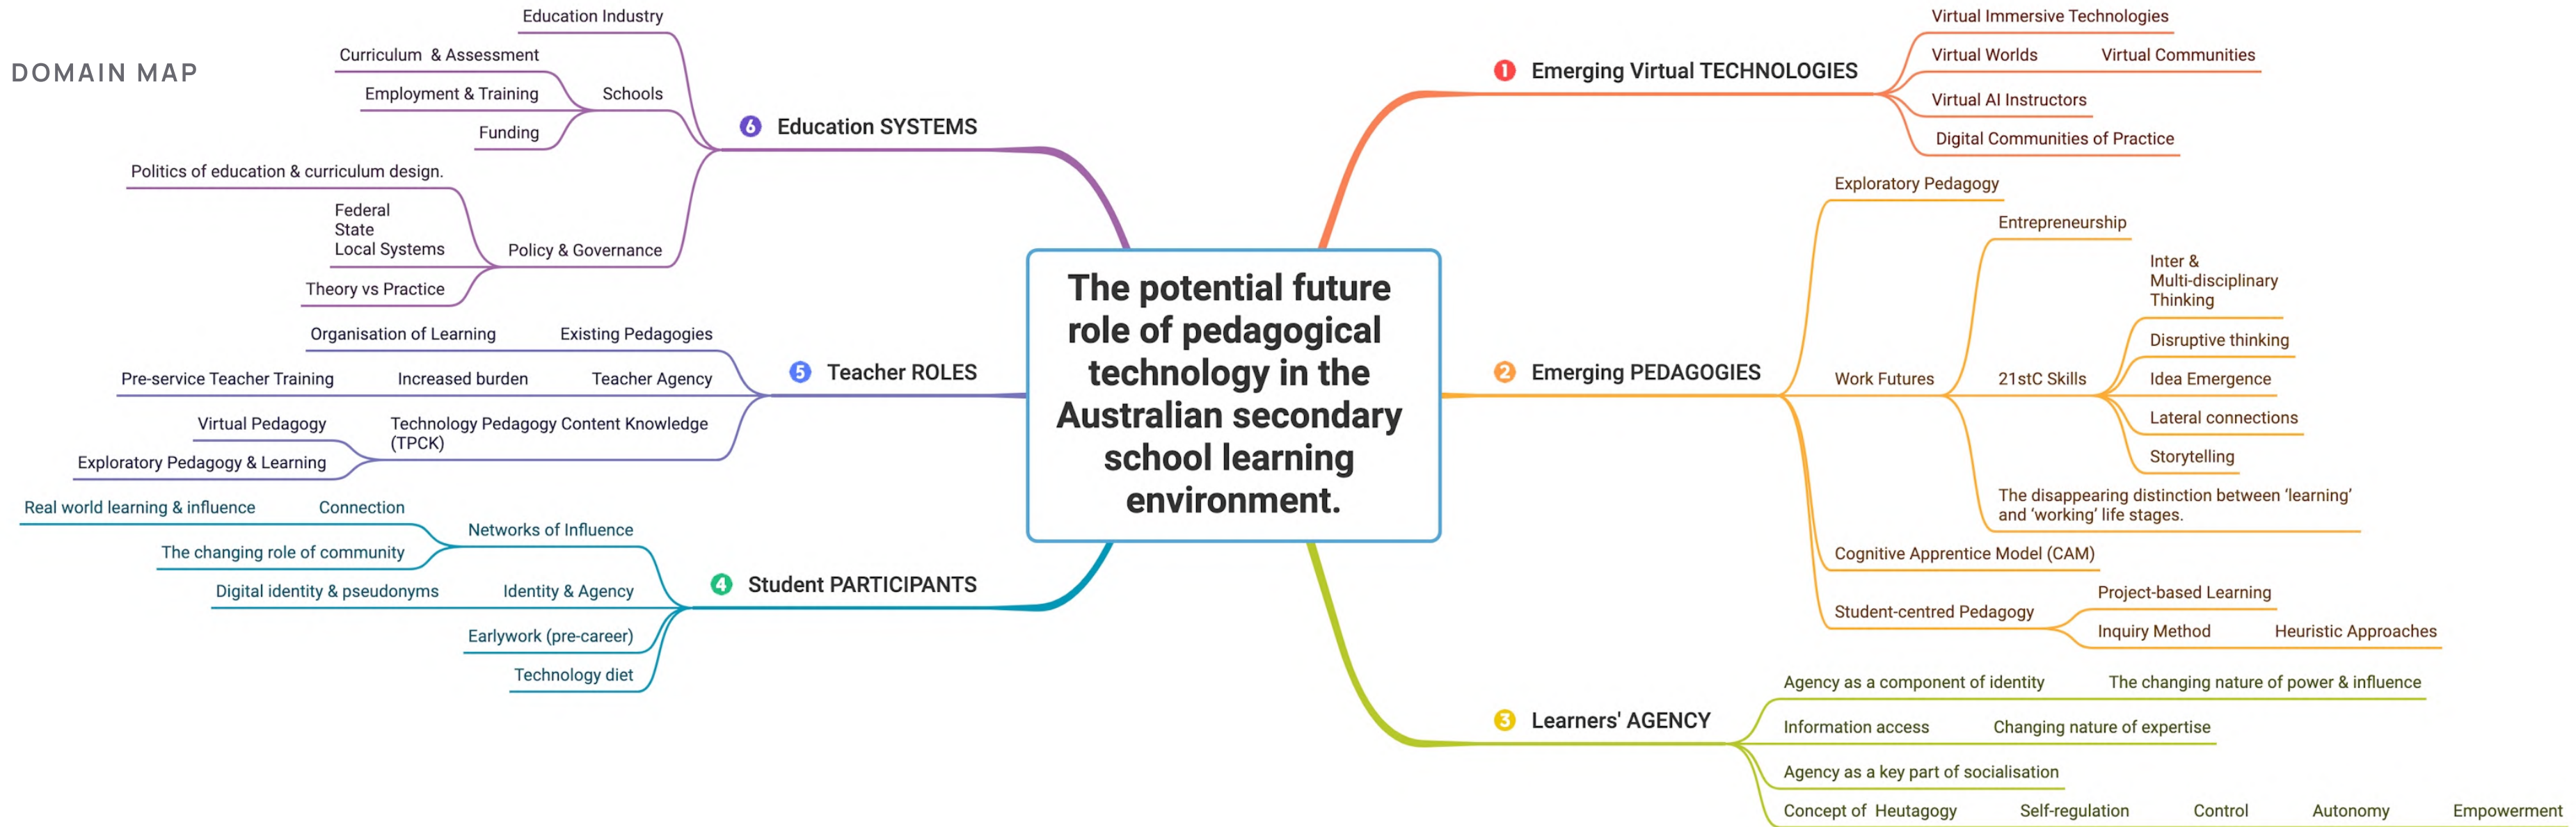 DOMAIN MAP
The potential future
role of pedagogical
technology in the
Australian secondary
school learning
environment.
1 Emerging Virtual TECHNOLOGIES
Virtual Immersive Technologies
Virtual Worlds Virtual Communities
Virtual AI Instructors
Digital Communities of Practice
2 Emerging PEDAGOGIES
Exploratory Pedagogy
Work Futures
Entrepreneurship
21stC Skills
Inter &
Multi-disciplinary
Thinking
Disruptive thinking
Idea Emergence
Lateral connections
Storytelling
The disappearing distinction between ‘learning’
and ‘working’ life stages.
Cognitive Apprentice Model (CAM)
Student-centred Pedagogy
Project-based Learning
Inquiry Method Heuristic Approaches
3 Learners' AGENCY
Agency as a component of identity The changing nature of power & influence
Information access Changing nature of expertise
Agency as a key part of socialisation
Concept of Heutagogy Self-regulation Control Autonomy Empowerment
4 Student PARTICIPANTS
Networks of Influence
Real world learning & influence Connection
The changing role of community
Digital identity & pseudonyms Identity & Agency
Earlywork (pre-career)
Technology diet
5 Teacher ROLES
Organisation of Learning Existing Pedagogies
Pre-service Teacher Training Increased burden Teacher Agency
Technology Pedagogy Content Knowledge
(TPCK)
Virtual Pedagogy
Exploratory Pedagogy & Learning
6 Education SYSTEMS
Education Industry
Schools
Curriculum & Assessment
Employment & Training
Funding
Policy & Governance
Politics of education & curriculum design.
Federal
State
Local Systems
Theory vs Practice